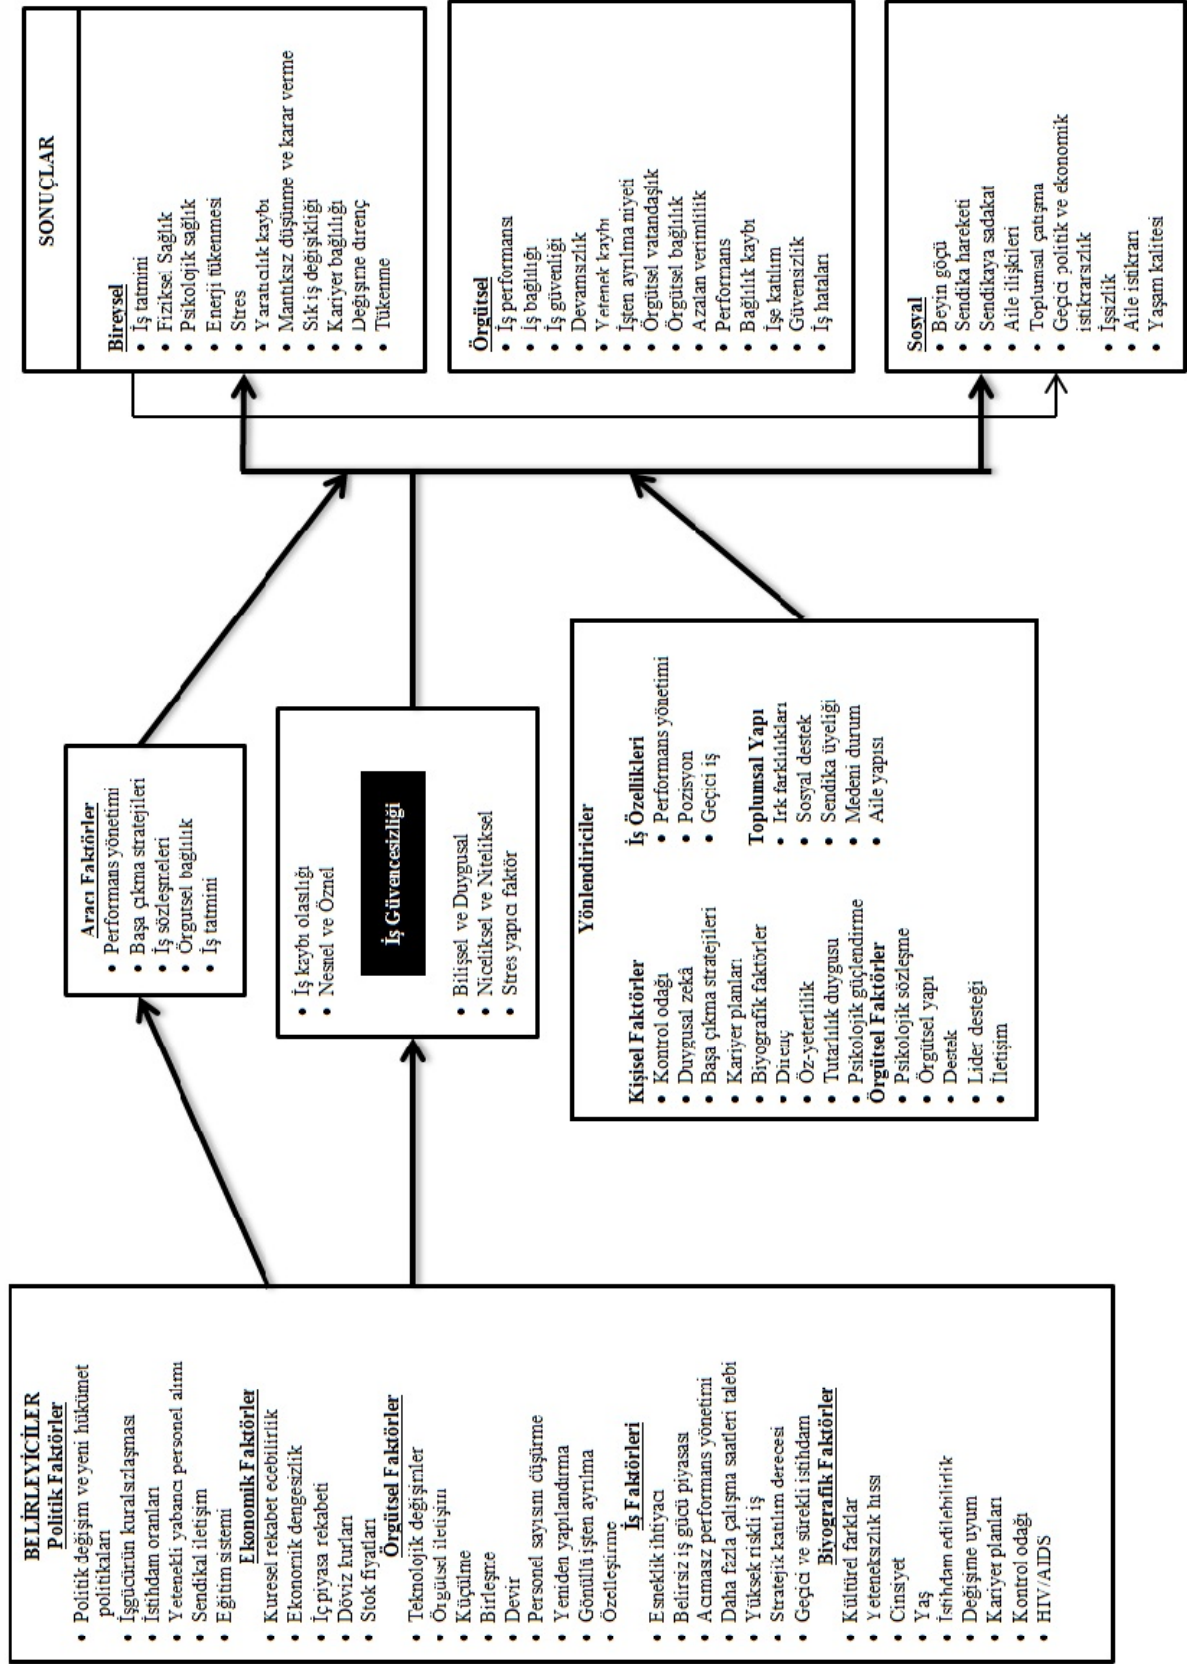 BELİRLEYİCİLER
Politik Faktörler
• Politik değişim ve yeni hükümet
politikaları
• İşgücünün kuralsızlaşması
• İstihdam oranları
• Yetenekli yabancı personel alımı
• Sendikal iletişim
• Eğitim sistemi
Ekonomik Faktörler
• Kuresel rekabet ecebilirlik
• Ekonomik dengesizlik
• İç piyasa rekabeti
• Döviz kurları
• Stok fiyatları
Örgütsel Faktörler
• Teknolojik değişimler
• Örgütsel iletişim
• Küçülme
• Birleşme
• Devir
• Personel sayısını cüşürme
• Yeniden yapılandırma
• Gönüllü işten ayrılma
• Özelleştirme
İş Faktörleri
• Esneklik ihtiyacı
• Belirsiz iş gücü piyasası
• Acımasız performans yönetimi
• Daha fazla çalışma saatleri talebi
• Yüksek riskli iş
• Stratejik katılım derecesi
• Geçici ve sürekli istihdam
Biyografik Faktörler
• Kültürel farklar
• Yeteneksizlik hıssı
• Cinsiyet
• Yaş
• İstihdam edilebilirlik
• Değişme uyum
• Kariyer planları
• Kontrol odağı
• HIV/AIDS
Aracı Faktörler
• Performans yönetimi
• Başa çıkma stratejileri
• İş sözleşmeleri
• Örgutsel bağlılık
• İş tatmini
• İş kaybı olasılığı
• Nesnel ve Öznel
İş Güvencesizliği
• Bilişsel ve Duygusal
• Niceliksel ve Niteliksel
• Stres yapıcı faktör
Yönlendiriciler
Kişisel Faktörler
• Kontrol odağı
• Duygusal zekâ
• Başa çıkma stratejileri
• Kariyer planları
• Biyografik faktörler
• Direnç
• Öz-yeterlilik
• Tutarlılık duygusu
• Psikolojik güçlendirme
Örgütsel Faktörler
• Psikolojik sözleşme
• Örgütsel yapı
• Destek
• Lider desteği
• İletişim
İş Özellikleri
• Performans yönetimi
• Pozisyon
• Geçici iş
Toplumsal Yapı
• Irk farklılıkları
• Sosyal destek
• Sendika üyeliği
• Medeni durum
• Aile yapısı
SONUÇLAR
Bireysel
• İş tatmini
• Fiziksel Sağlık
• Psikolojik sağlık
• Enerji tükenmesi
• Stres
• Yaratıcılık kaybı
• Mantıksız düşünme ve karar verme
• Sık iş değişikliği
• Kariyer bağlılığı
• Değişme dırenç
• Tükenme
Örgütsel
• İş performansı
• İş bağlılığı
• İş güvenliği
• Devamsızlık
• Yetenek kaybı
• İşten ayrılma niyeti
• Örgütsel vatandaşlık
• Örgütsel bağlılık
• Azalan verimlilik
• Performans
• Bağlılık kaybı
• İşe katılım
• Güvensizlik
• İş hataları
Sosyal
• Beyin göçü
• Sendika hareketi
• Sendikaya sadakat
• Aile ilişkileri
• Toplumsal çatışma
• Geçici politik ve ekonomik
istikrarsızlık
• İşsizlik
• Aile istikrarı
• Yaşam kalitesi